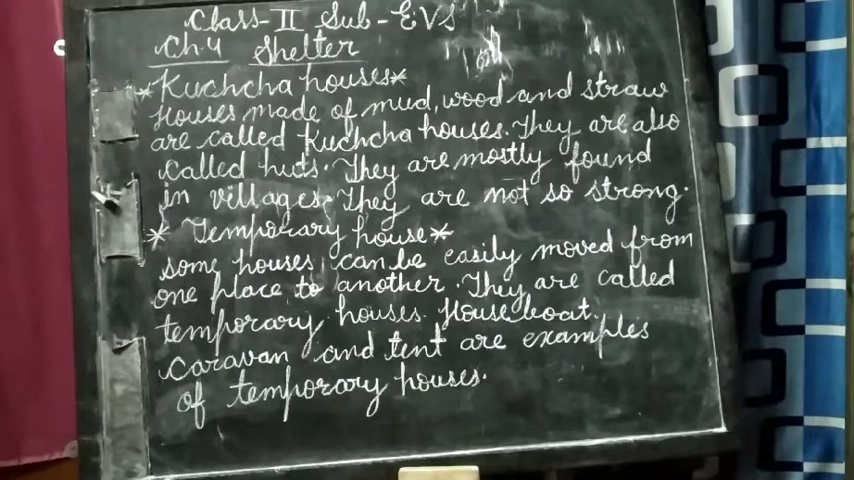 Class-II Sub-EVS
Ch.4 Shelter
*Kuchcha houses*
Houses made of mud, wood and straw
are called Kuchcha houses. They are also
called huts. They are mostly found
in villages. They are not so strong.
* Temporary house*
some houses can be easily moved from
one place to another. They are called
temporary houses. House boat.
caravan and tent are examples
of temporary houses.